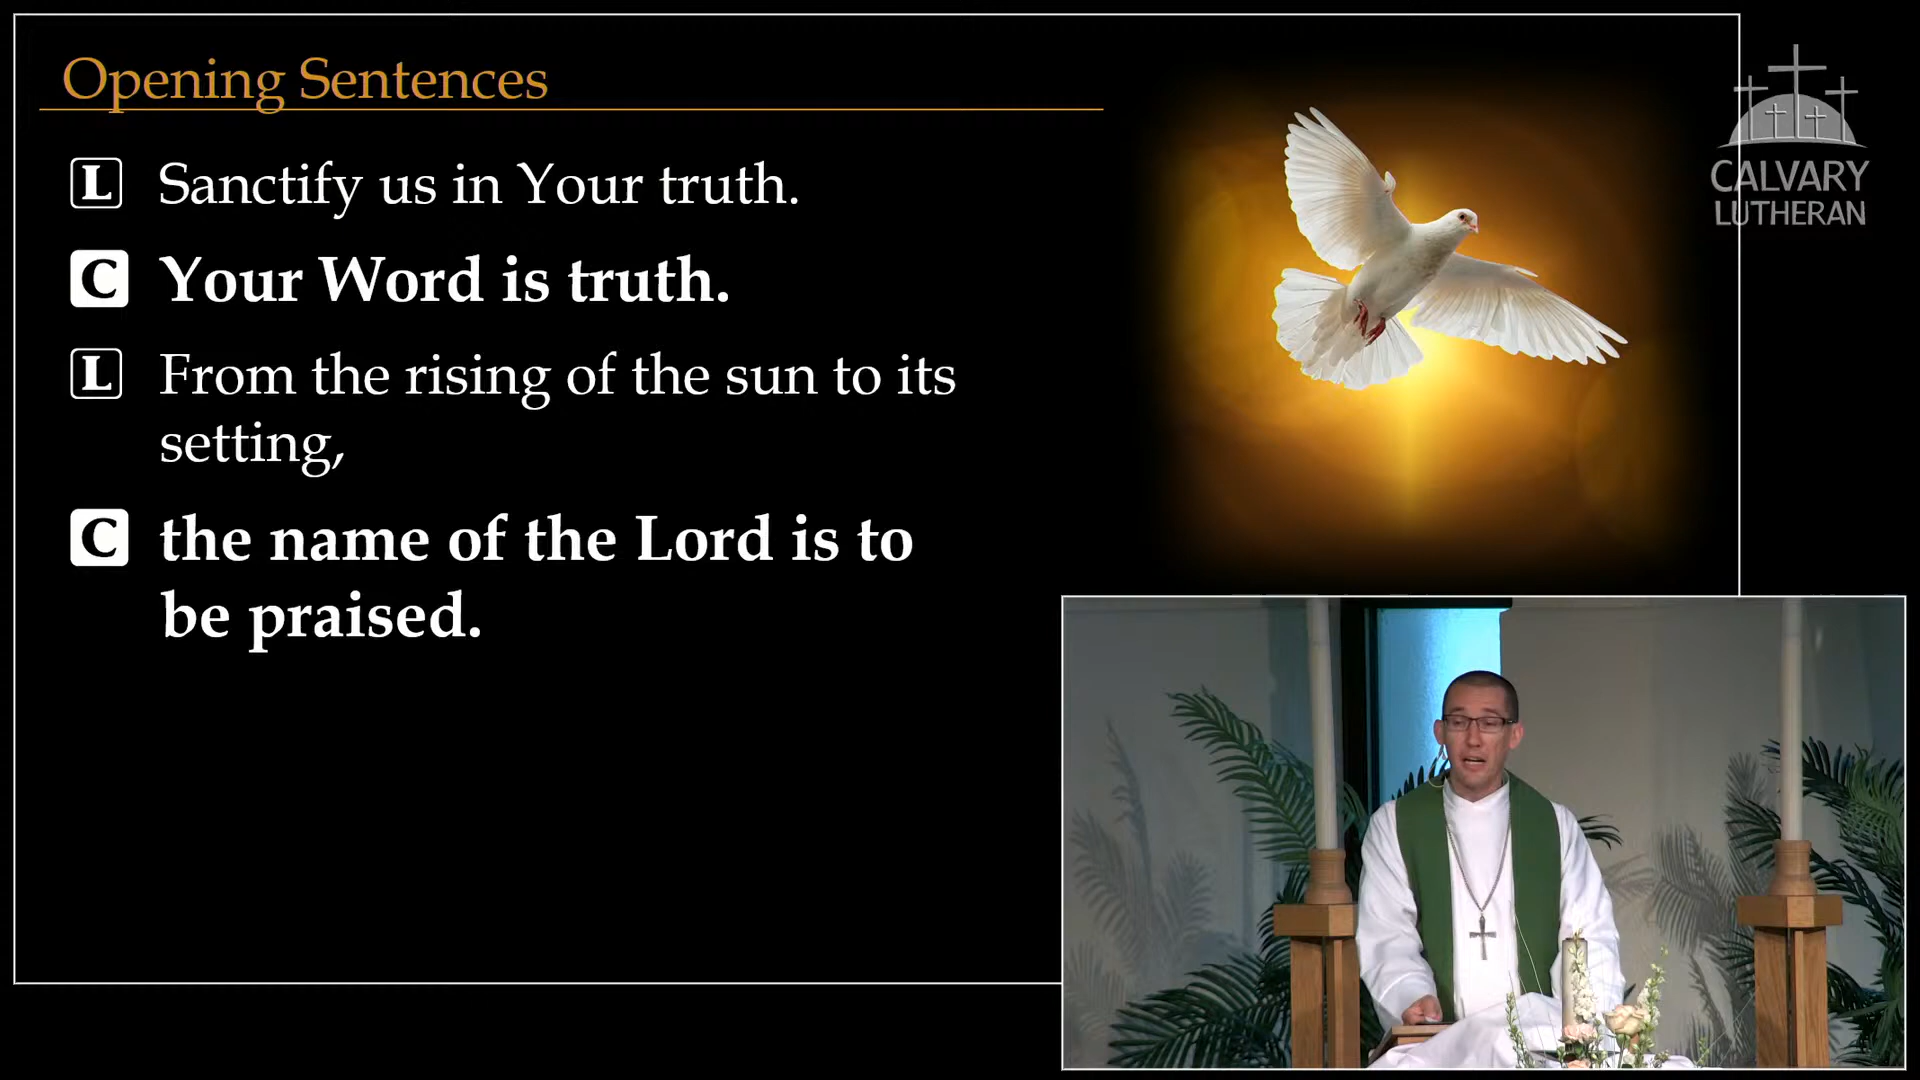 Opening Sentences
L Sanctify us in Your truth.
C Your Word is truth.
L From the rising of the sun to its
setting,
C the name of the Lord is to
be praised.
CALVARY
LUTHERAN